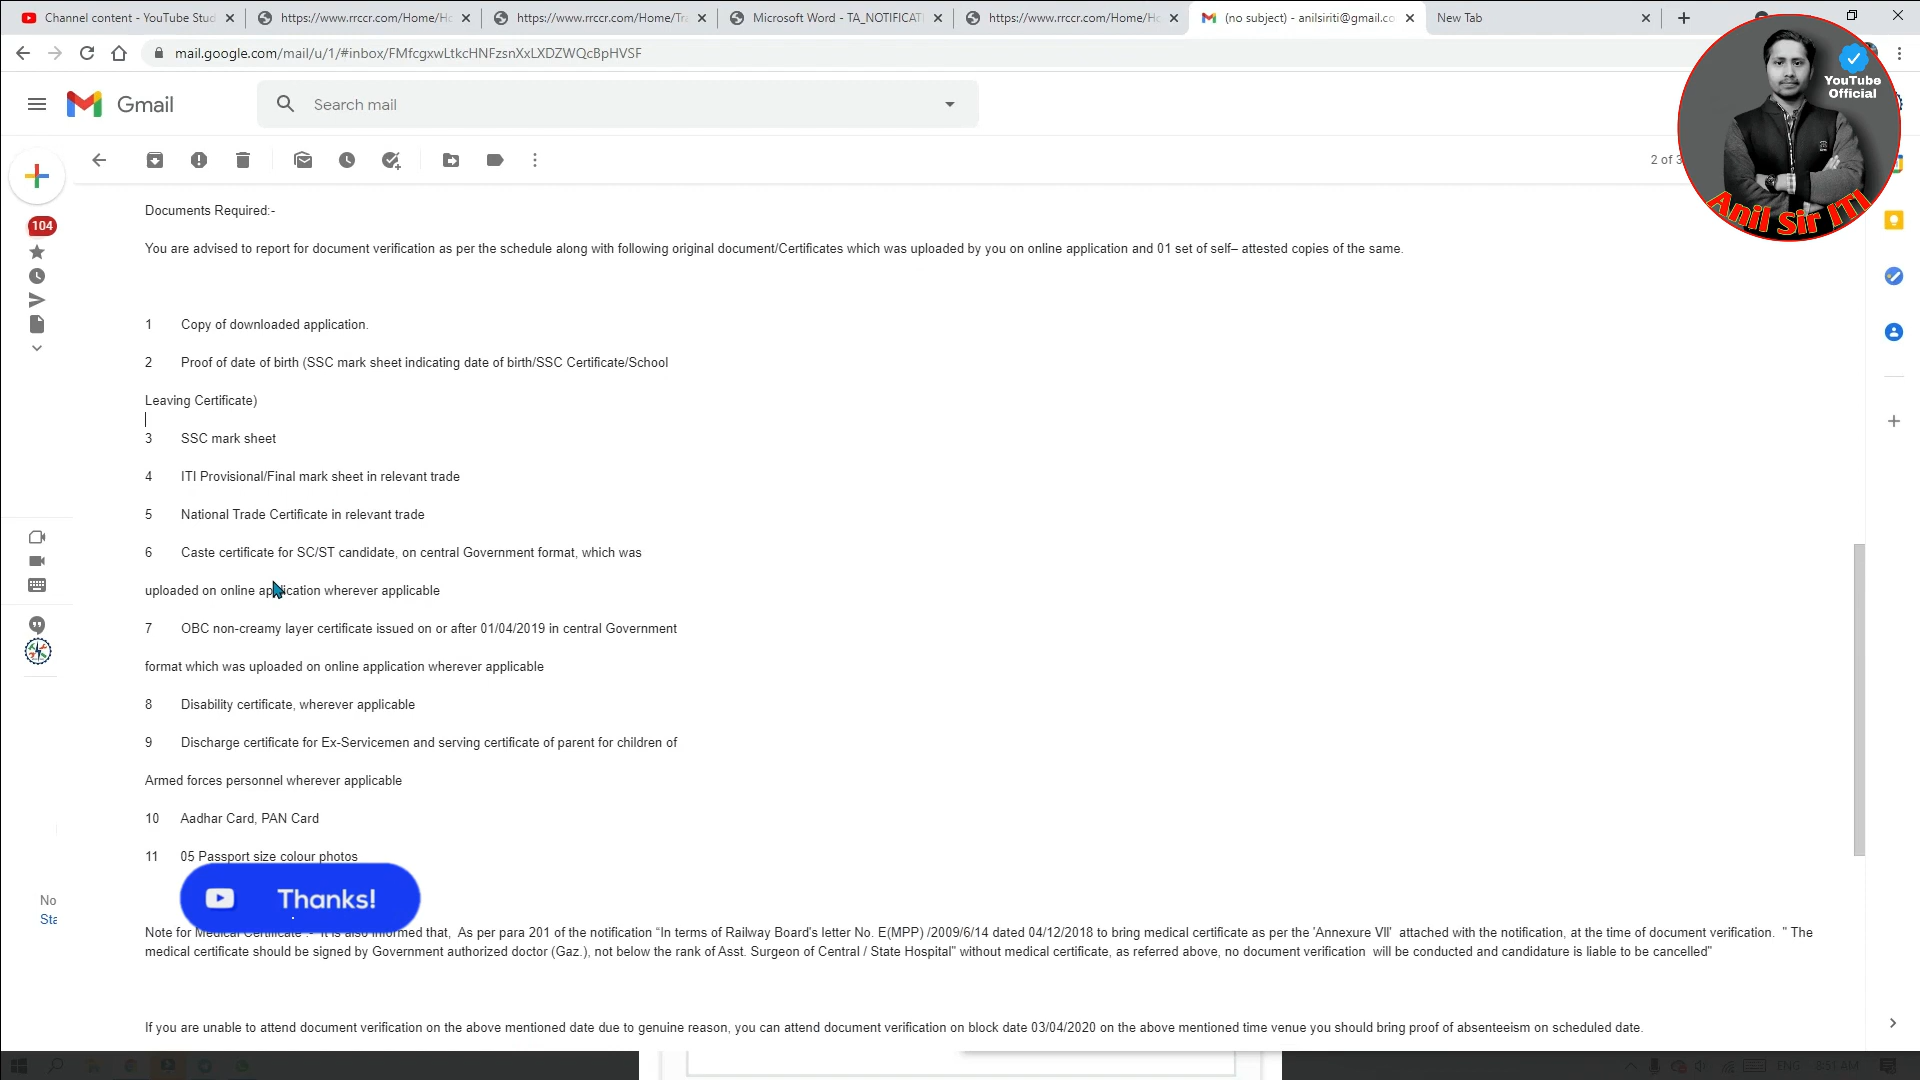 Channel content - YouTube Stud
https://www.rrccr.com/Home/Ho
https://www.rrccr.com/Home/Tra
Microsoft Word - TA_NOTIFICATI
https://www.rrccr.com/Home/Ho
(no subject) - anilsiriti@gmail.co
New Tab
mail.google.com/mail/u/1/#inbox/FMfcgxwLtkcHNFzsnXxLXDZWQcBpHVSF
YouTube
Official
Gmail
Search mail
2 of 3
Anil Sir ITI
104
Documents Required:-
You are advised to report for document verification as per the schedule along with following original document/Certificates which was uploaded by you on online application and 01 set of self– attested copies of the same.
1 Copy of downloaded application.
2 Proof of date of birth (SSC mark sheet indicating date of birth/SSC Certificate/School
Leaving Certificate)
3 SSC mark sheet
4 ITI Provisional/Final mark sheet in relevant trade
5 National Trade Certificate in relevant trade
6 Caste certificate for SC/ST candidate, on central Government format, which was
uploaded on online application wherever applicable
7 OBC non-creamy layer certificate issued on or after 01/04/2019 in central Government
format which was uploaded on online application wherever applicable
8 Disability certificate, wherever applicable
9 Discharge certificate for Ex-Servicemen and serving certificate of parent for children of
Armed forces personnel wherever applicable
10 Aadhar Card, PAN Card
11 05 Passport size colour photos
No
Sta
Thanks!
Note for Medical Certificate :- It is also informed that, As per para 201 of the notification “In terms of Railway Board's letter No. E(MPP) /2009/6/14 dated 04/12/2018 to bring medical certificate as per the 'Annexure VII' attached with the notification, at the time of document verification. " The
medical certificate should be signed by Government authorized doctor (Gaz.), not below the rank of Asst. Surgeon of Central / State Hospital" without medical certificate, as referred above, no document verification will be conducted and candidature is liable to be cancelled"
If you are unable to attend document verification on the above mentioned date due to genuine reason, you can attend document verification on block date 03/04/2020 on the above mentioned time venue you should bring proof of absenteeism on scheduled date.
ENG